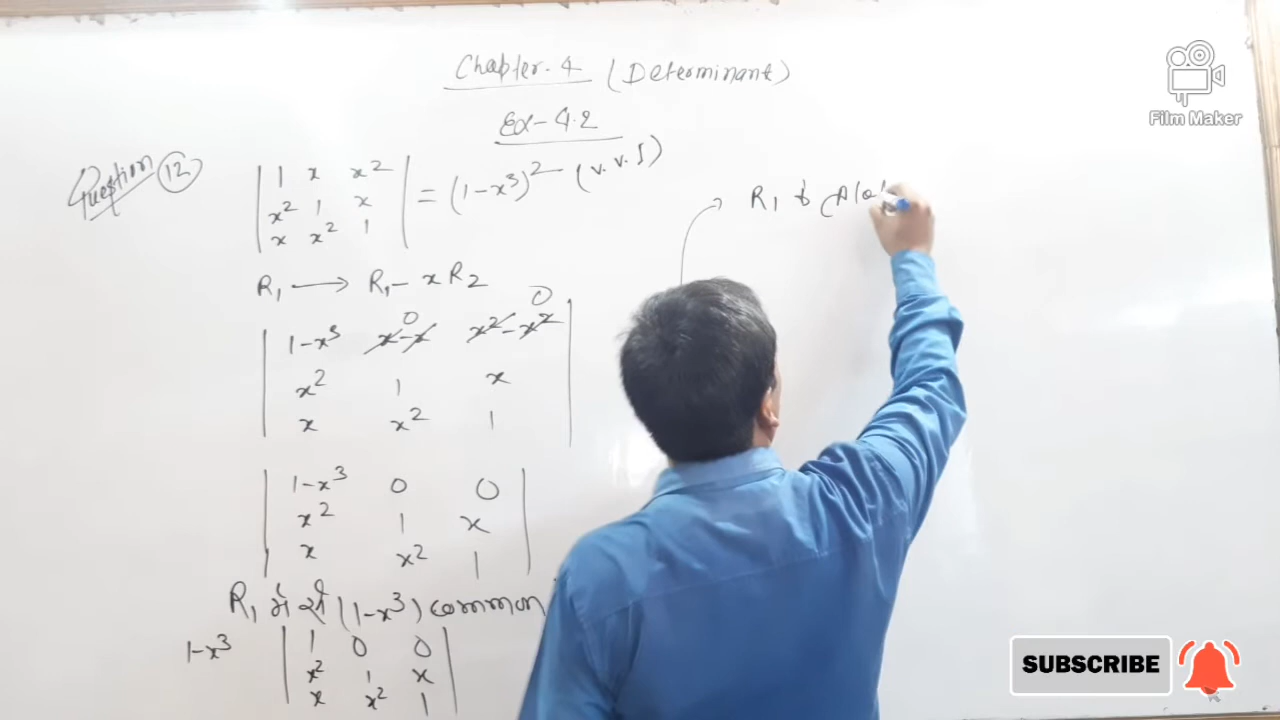 Chapter-4 (Determinant)
Ex-4.2
Question 12
| 1 x x² |
| x² 1 x | = (1-x³)² (v.v.I)
| x x² 1 |
R₁ → R₁ - xR₂
| 1-x³ x-x 0 x²-x² 0 |
| x² 1 x |
| x x² 1 |
| 1-x³ 0 0 |
| x² 1 x |
| x x² 1 |
R₁ में से (1-x³) common
1-x³ | 1 0 0 |
| x² 1 x |
| x x² 1 |
R₁
Film Maker
SUBSCRIBE